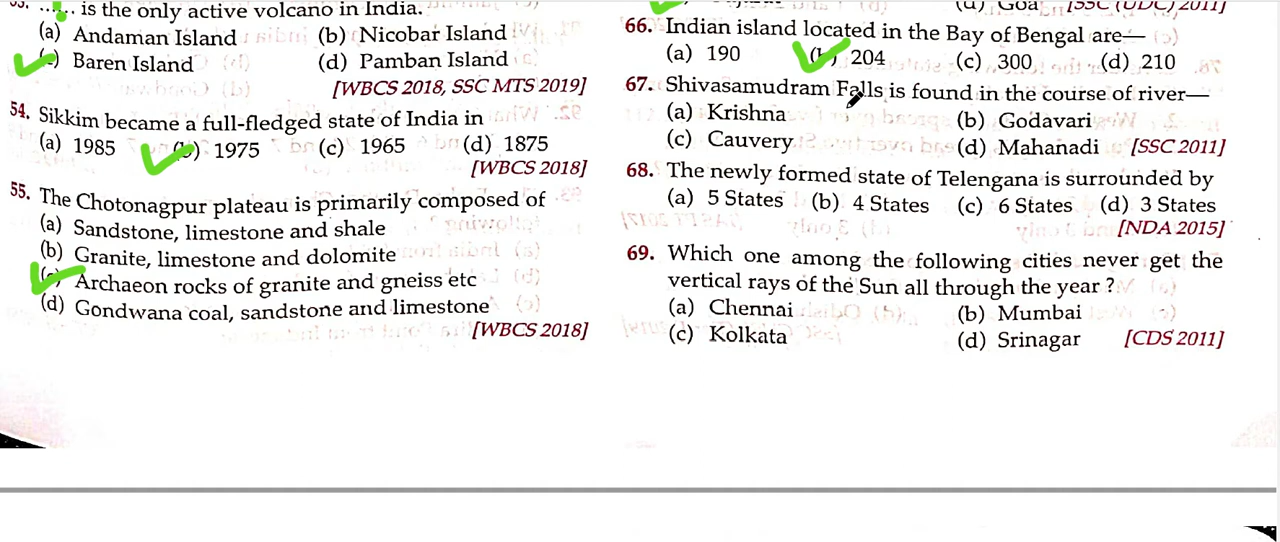 53. ...... is the only active volcano in India.
(a) Andaman Island (b) Nicobar Island
Baren Island (d) Pamban Island
[WBCS 2018, SSC MTS 2019]
54. Sikkim became a full-fledged state of India in
(a) 1985 (b) 1975 (c) 1965 (d) 1875
[WBCS 2018]
55. The Chotonagpur plateau is primarily composed of
(a) Sandstone, limestone and shale
(b) Granite, limestone and dolomite
(c) Archaeon rocks of granite and gneiss etc
(d) Gondwana coal, sandstone and limestone
[WBCS 2018]
(d) Goa [SSC (UDC) 2011]
66. Indian island located in the Bay of Bengal are—
(a) 190 (b) 204 (c) 300 (d) 210
67. Shivasamudram Falls is found in the course of river—
(a) Krishna (b) Godavari
(c) Cauvery (d) Mahanadi [SSC 2011]
68. The newly formed state of Telengana is surrounded by
(a) 5 States (b) 4 States (c) 6 States (d) 3 States
[NDA 2015]
69. Which one among the following cities never get the
vertical rays of the Sun all through the year ?
(a) Chennai (b) Mumbai
(c) Kolkata (d) Srinagar [CDS 2011]